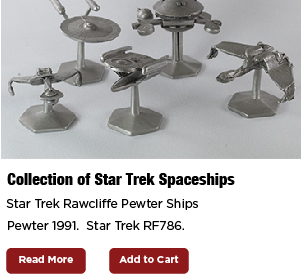 Collection of Star Trek Spaceships
Star Trek Rawcliffe Pewter Ships
Pewter 1991.  Star Trek RF786.
Read More
Add to Cart